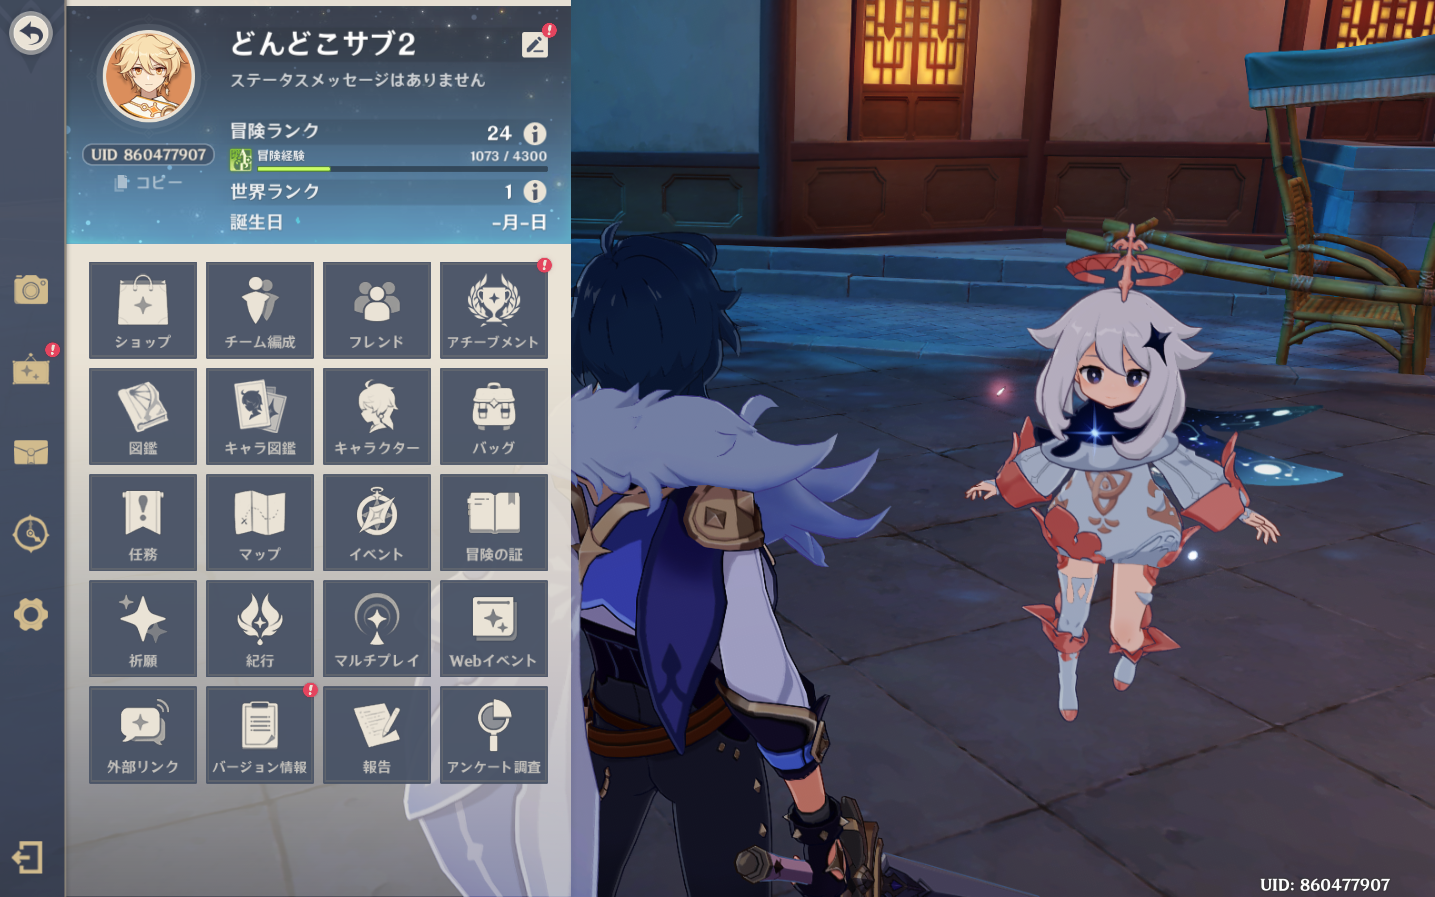 どんどこサブ2
ステータスメッセージはありません
UID 860477907
コピー
冒険ランク 24
冒険経験 1073 / 4300
世界ランク 1
誕生日 -月-日
ショップ チーム編成 フレンド アチーブメント
図鑑 キャラ図鑑 キャラクター バッグ
任務 マップ イベント 冒険の証
祈願 紀行 マルチプレイ Webイベント
外部リンク バージョン情報 報告 アンケート調査
UID: 860477907